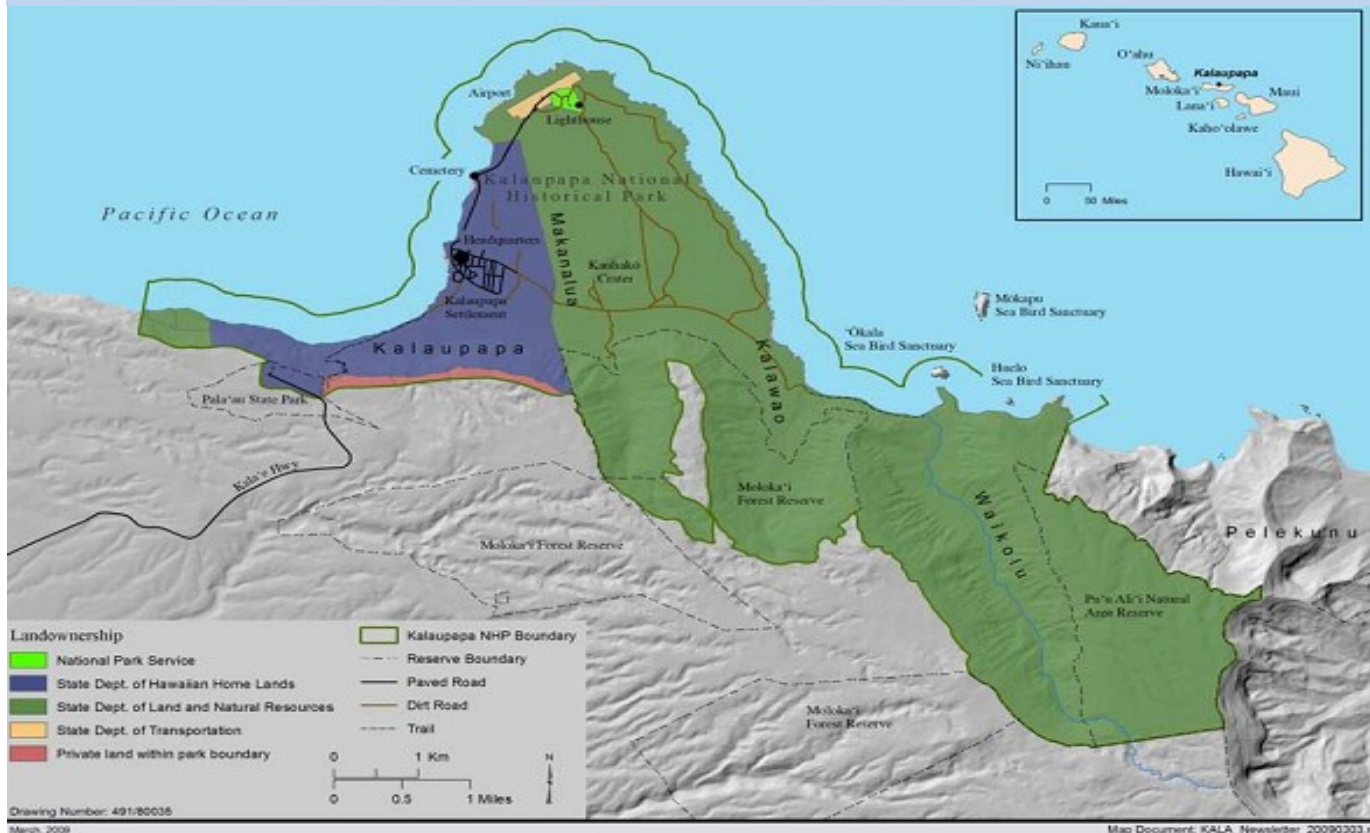 Kaua'i
Ni'ihau
O'ahu
Kalaupapa
Moloka'i
Lana'i
Maui
Kaho'olawe
Hawai'i
0 50 Miles
Airport
Lighthouse
Cemetery
Kalaupapa National
Historical Park
Pacific Ocean
Headquarters
Makanalua
Kauhakō
Crater
Kalaupapa
Settlement
Kalaupapa
Mōkapu
Sea Bird Sanctuary
'Ōkala
Sea Bird Sanctuary
Huelo
Sea Bird Sanctuary
Kalawao
Pala'au State Park
Kala'e Hwy
Moloka'i
Forest Reserve
Moloka'i Forest Reserve
Waikolu
Pelekunu
Pu'u Ali'i Natural
Area Reserve
Moloka'i
Forest Reserve
Landownership
National Park Service
State Dept. of Hawaiian Home Lands
State Dept. of Land and Natural Resources
State Dept. of Transportation
Private land within park boundary
Kalaupapa NHP Boundary
Reserve Boundary
Paved Road
Dirt Road
Trail
0 1 Km
0 0.5 1 Miles
N
Drawing Number: 491/80035
March, 2009
Map Document: KALA_Newsletter_20090302